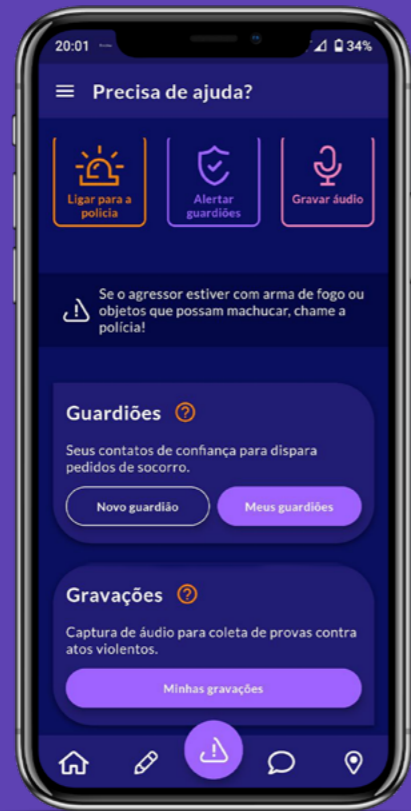 20:01
34%
Precisa de ajuda?
Ligar para a
polícia
Alertar
guardiões
Gravar áudio
Se o agressor estiver com arma de fogo ou
objetos que possam machucar, chame a
polícia!
Guardiões ?
Seus contatos de confiança para dispara
pedidos de socorro.
Novo guardião
Meus guardiões
Gravações ?
Captura de áudio para coleta de provas contra
atos violentos.
Minhas gravações